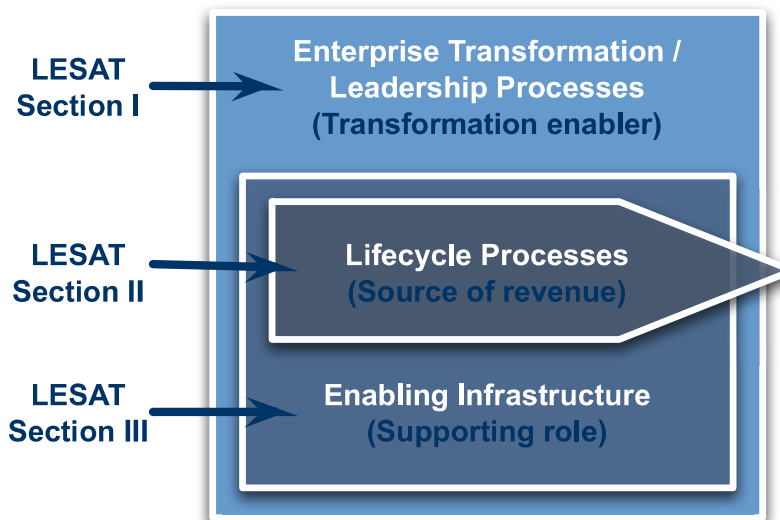 LESAT
Section I
Enterprise Transformation /
Leadership Processes
(Transformation enabler)
LESAT
Section II
Lifecycle Processes
(Source of revenue)
LESAT
Section III
Enabling Infrastructure
(Supporting role)